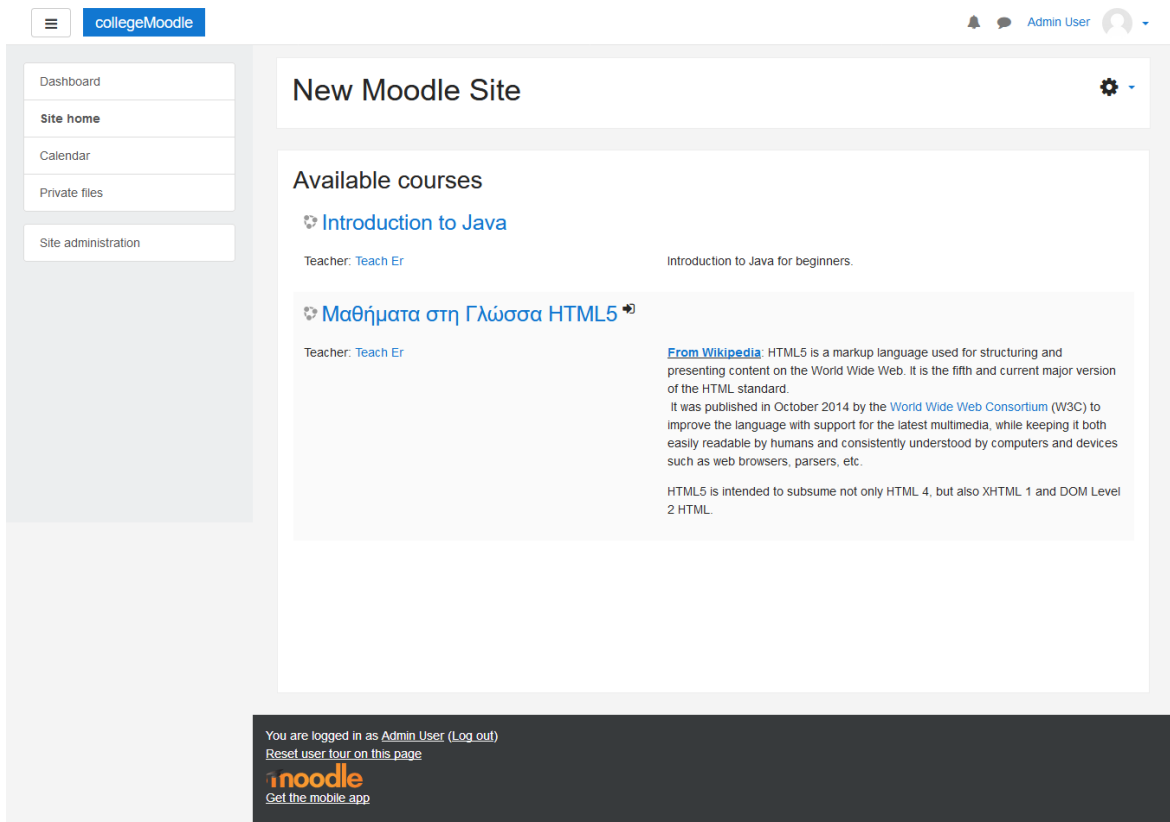 collegeMoodle
Admin User
Dashboard
Site home
Calendar
Private files
Site administration
New Moodle Site
Available courses
Introduction to Java
Teacher: Teach Er
Introduction to Java for beginners.
Μαθήματα στη Γλώσσα HTML5
Teacher: Teach Er
From Wikipedia: HTML5 is a markup language used for structuring and
presenting content on the World Wide Web. It is the fifth and current major version
of the HTML standard.
It was published in October 2014 by the World Wide Web Consortium (W3C) to
improve the language with support for the latest multimedia, while keeping it both
easily readable by humans and consistently understood by computers and devices
such as web browsers, parsers, etc.
HTML5 is intended to subsume not only HTML 4, but also XHTML 1 and DOM Level
2 HTML.
You are logged in as Admin User (Log out)
Reset user tour on this page
moodle
Get the mobile app